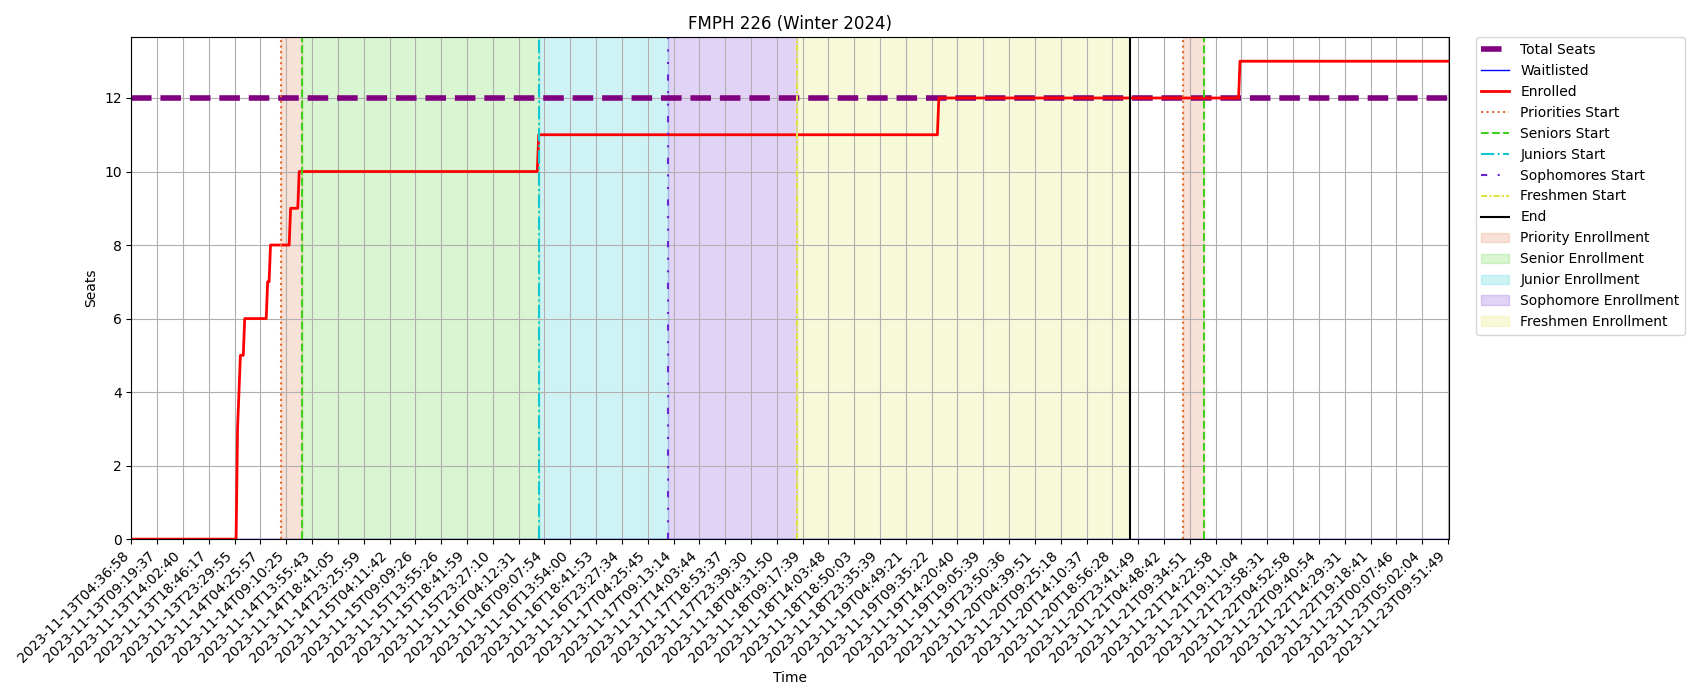 FMPH 226 (Winter 2024)
Seats
12
10
8
6
4
2
0
2023-11-13T04:36:58
2023-11-13T09:19:37
2023-11-13T14:02:40
2023-11-13T18:46:17
2023-11-13T23:29:55
2023-11-14T04:25:57
2023-11-14T09:10:25
2023-11-14T13:55:43
2023-11-14T18:41:05
2023-11-14T23:25:59
2023-11-15T04:11:42
2023-11-15T09:09:26
2023-11-15T13:55:26
2023-11-15T18:41:59
2023-11-15T23:27:10
2023-11-16T04:12:31
2023-11-16T09:07:54
2023-11-16T13:54:00
2023-11-16T18:41:53
2023-11-16T23:27:34
2023-11-17T04:25:45
2023-11-17T09:13:14
2023-11-17T14:03:44
2023-11-17T18:53:37
2023-11-17T23:39:30
2023-11-18T04:31:50
2023-11-18T09:17:39
2023-11-18T14:03:48
2023-11-18T18:50:03
2023-11-18T23:35:39
2023-11-19T04:49:21
2023-11-19T09:35:22
2023-11-19T14:20:40
2023-11-19T19:05:39
2023-11-19T23:50:36
2023-11-20T04:39:51
2023-11-20T09:25:18
2023-11-20T14:10:37
2023-11-20T18:56:28
2023-11-20T23:41:49
2023-11-21T04:48:42
2023-11-21T09:34:51
2023-11-21T14:22:58
2023-11-21T19:11:04
2023-11-21T23:58:31
2023-11-22T04:52:58
2023-11-22T09:40:54
2023-11-22T14:29:31
2023-11-22T19:18:41
2023-11-23T00:07:46
2023-11-23T05:02:04
2023-11-23T09:51:49
Time
Total Seats
Waitlisted
Enrolled
Priorities Start
Seniors Start
Juniors Start
Sophomores Start
Freshmen Start
End
Priority Enrollment
Senior Enrollment
Junior Enrollment
Sophomore Enrollment
Freshmen Enrollment